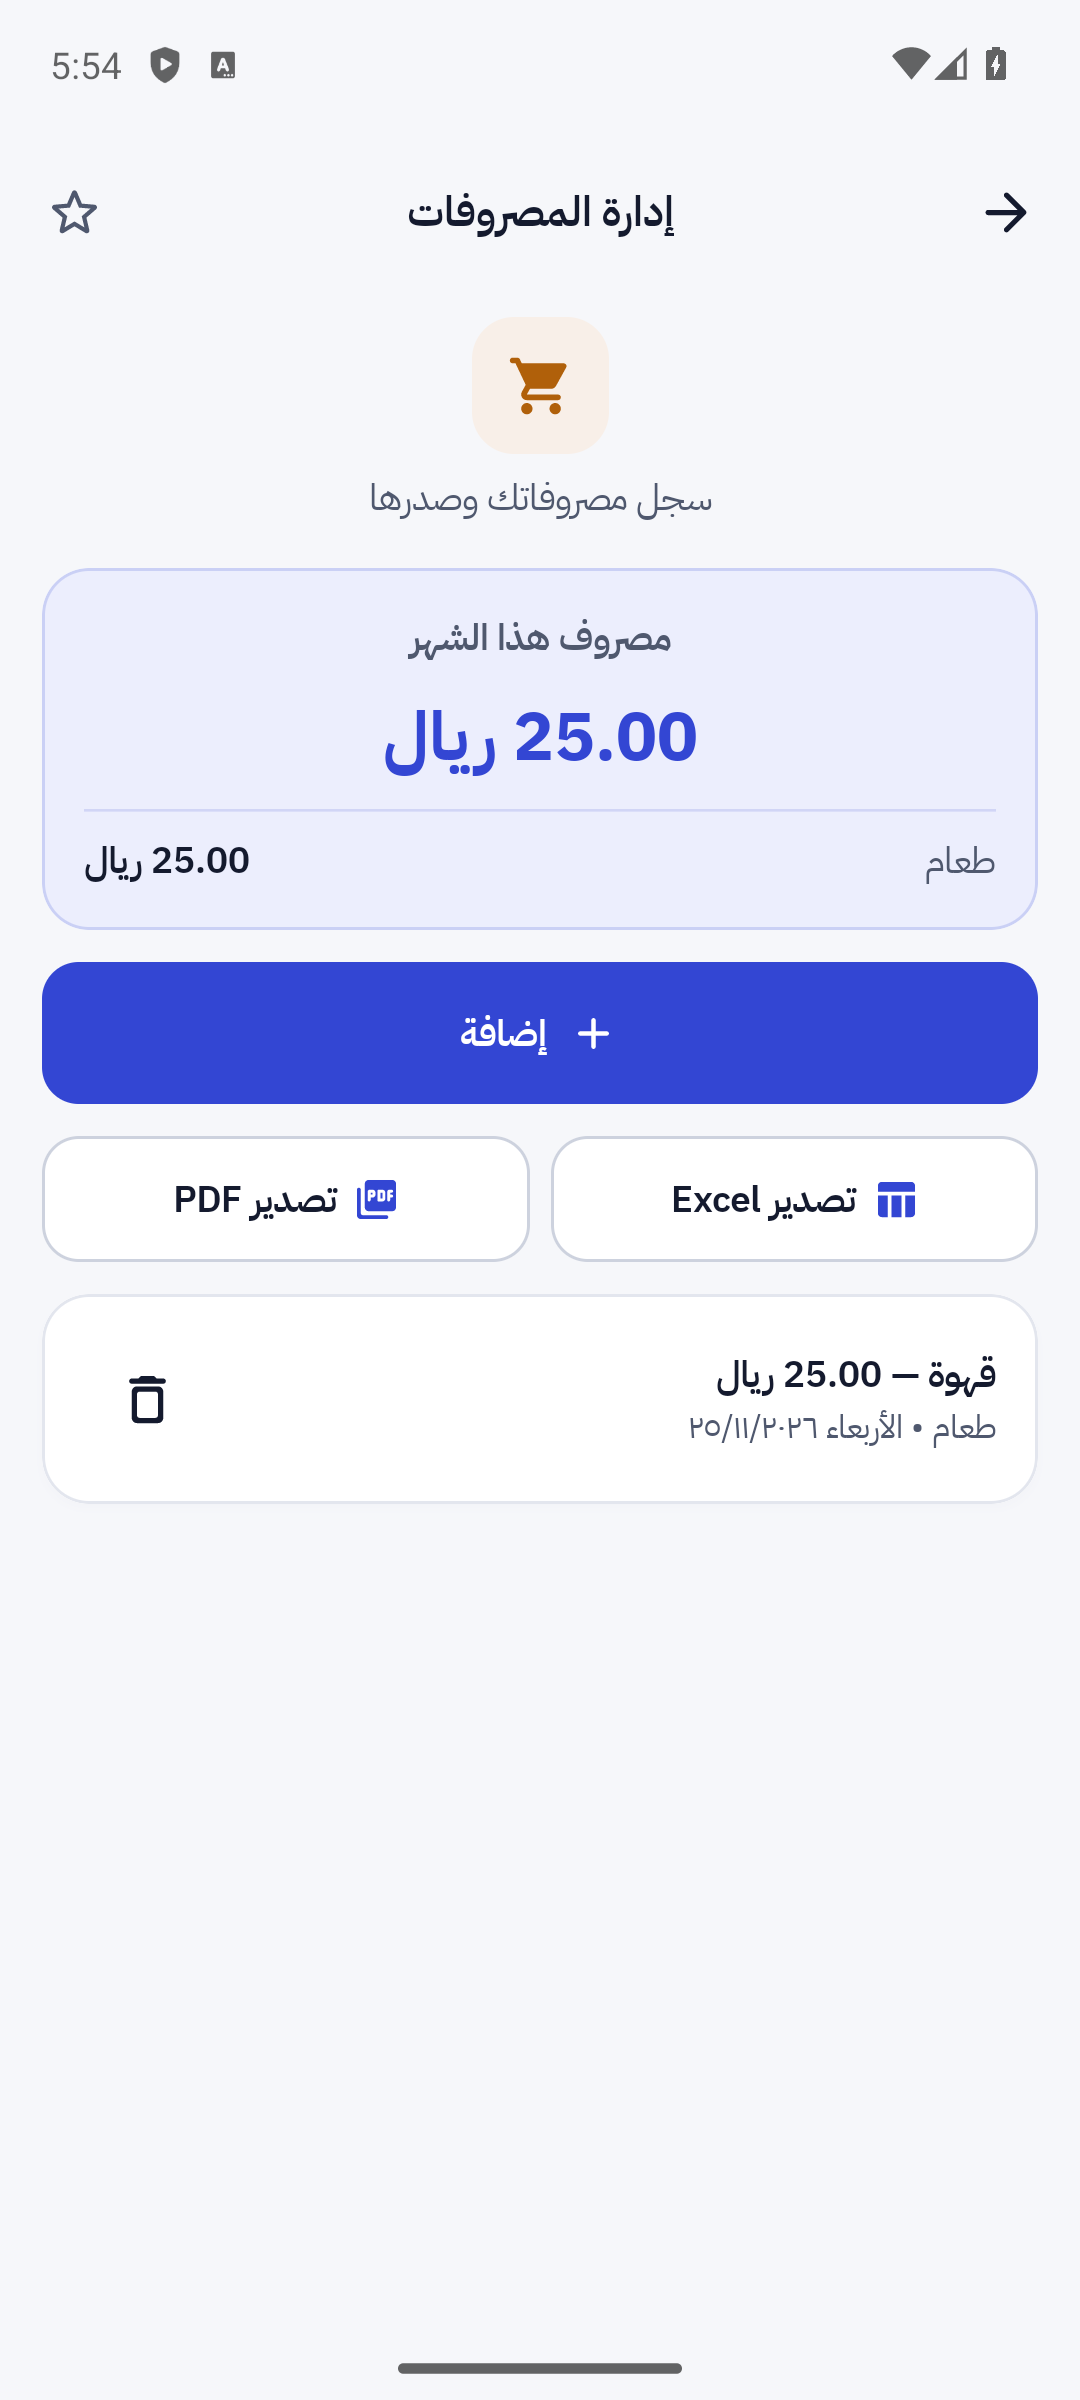 5:54
إدارة المصروفات
سجل مصروفاتك وصدرها
مصروف هذا الشهر
25.00 ريال
طعام
25.00 ريال
إضافة
تصدير Excel
تصدير PDF
قهوة — 25.00 ريال
طعام • الأربعاء ٢٥/١١/٢٠٢٦